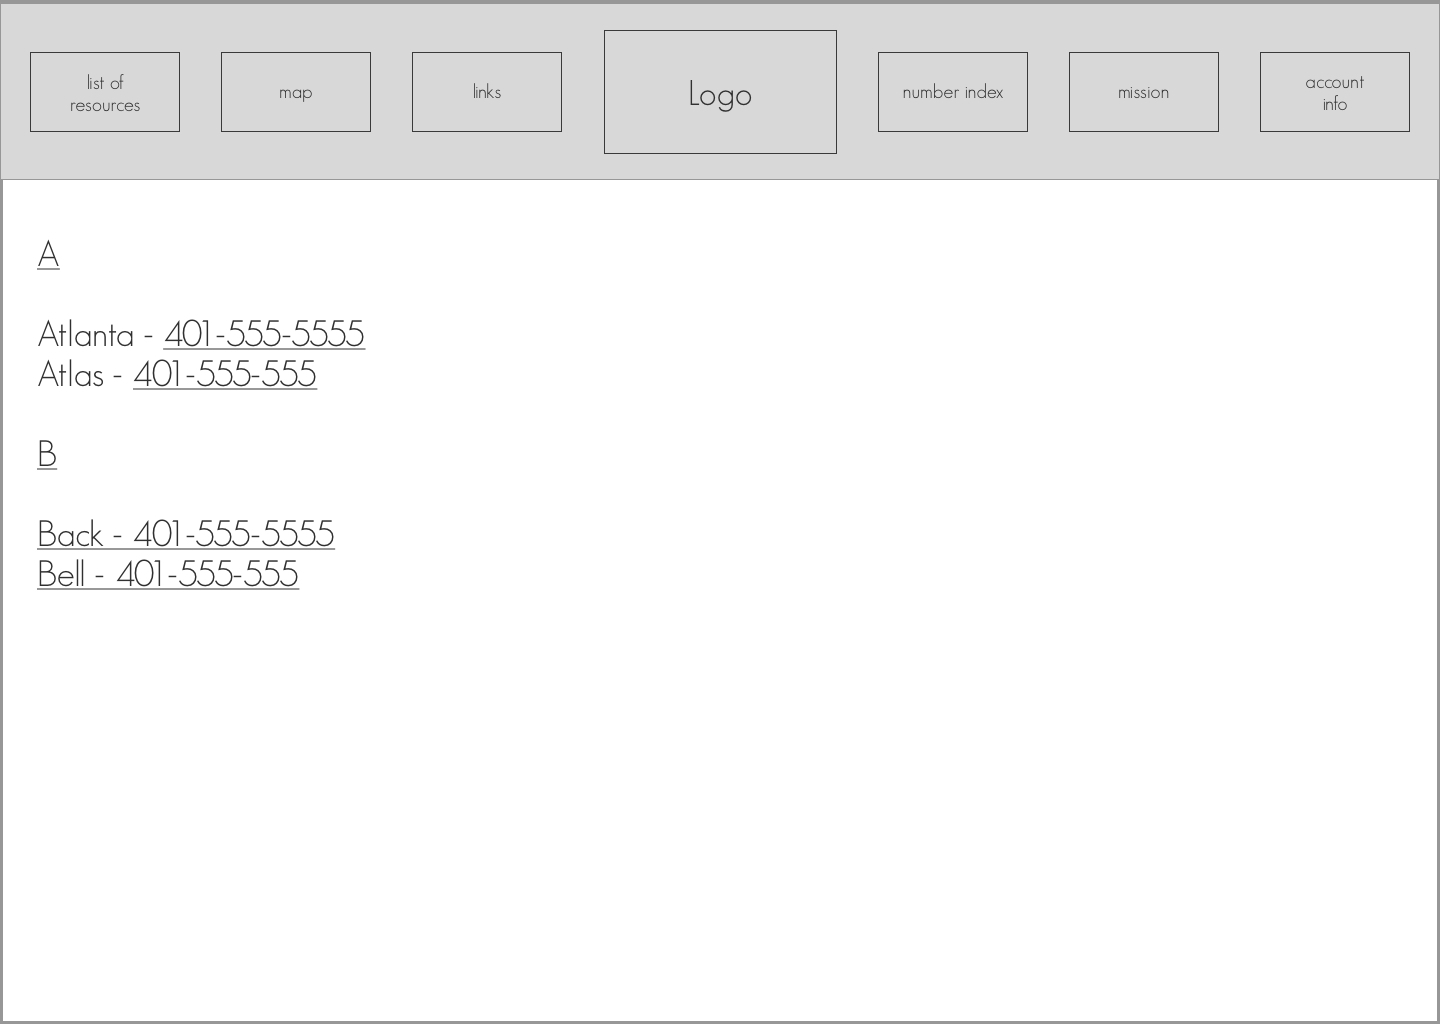 list of
resources
map
links
Logo
number index
mission
account
info
A
Atlanta - 401-555-5555
Atlas - 401-555-555
B
Back - 401-555-5555
Bell - 401-555-555